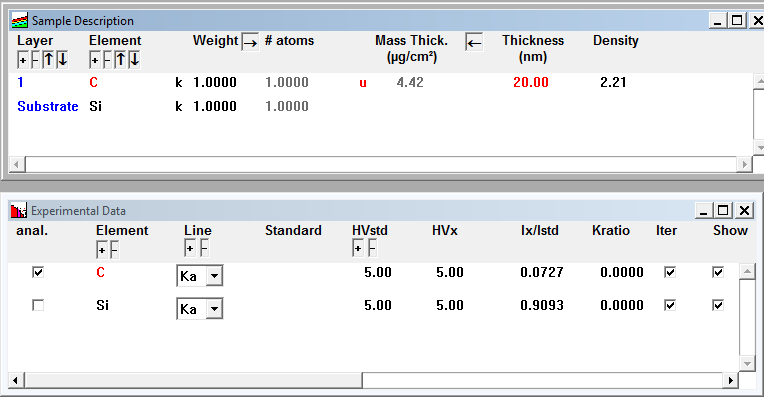 Sample Description
Layer Element Weight → # atoms Mass Thick. ← Thickness Density
(µg/cm²) (nm)
+ - ↑ ↓ + - ↑ ↓
1 C k 1.0000 1.0000 u 4.42 20.00 2.21
Substrate Si k 1.0000 1.0000
Experimental Data
anal. Element Line Standard HVstd HVx Ix/Istd Kratio Iter Show
+ - + - + -
C Ka 5.00 5.00 0.0727 0.0000
Si Ka 5.00 5.00 0.9093 0.0000